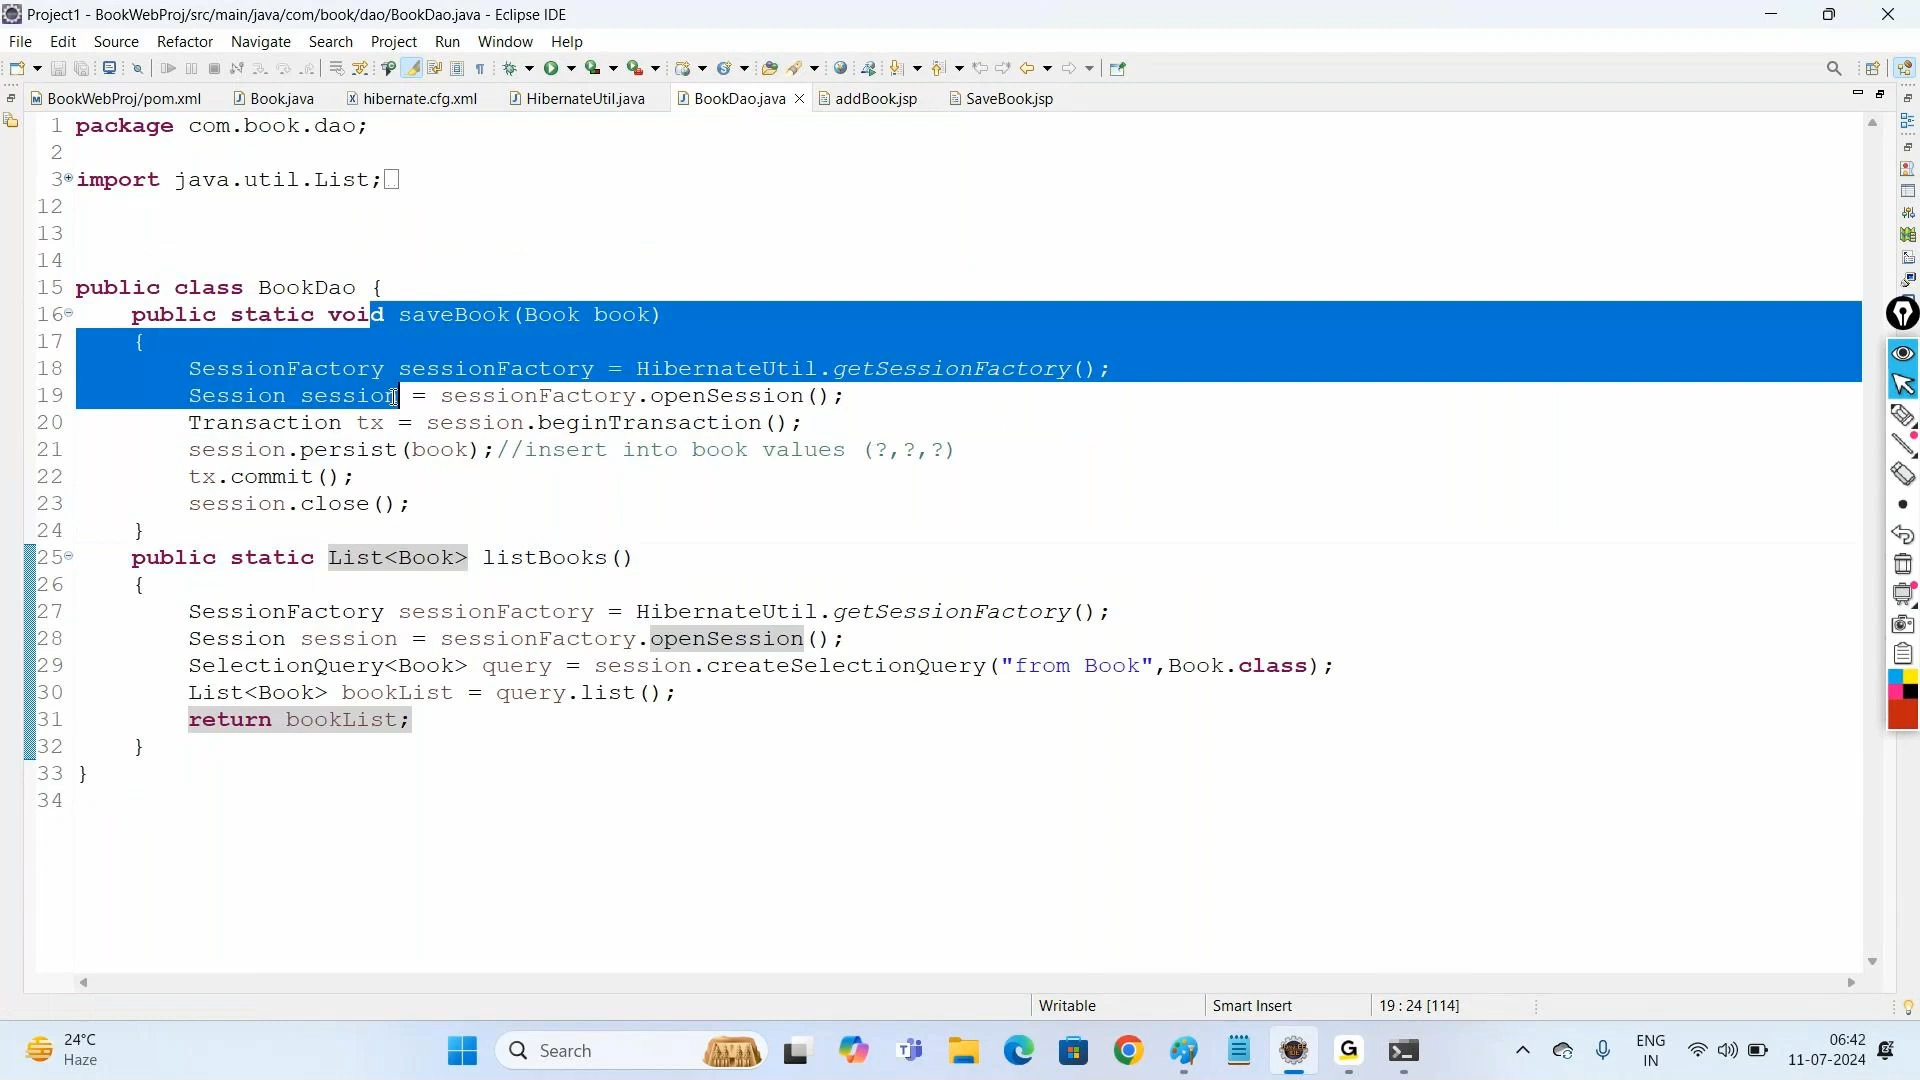 Project1 - BookWebProj/src/main/java/com/book/dao/BookDao.java - Eclipse IDE
File Edit Source Refactor Navigate Search Project Run Window Help
BookWebProj/pom.xml Book.java hibernate.cfg.xml HibernateUtil.java BookDao.java addBook.jsp SaveBook.jsp
1 package com.book.dao;
2
3 import java.util.List;
12
13
14
15 public class BookDao {
16 public static void saveBook(Book book)
17 {
18 SessionFactory sessionFactory = HibernateUtil.getSessionFactory();
19 Session session = sessionFactory.openSession();
20 Transaction tx = session.beginTransaction();
21 session.persist(book);//insert into book values (?,?,?)
22 tx.commit();
23 session.close();
24 }
25 public static List<Book> listBooks()
26 {
27 SessionFactory sessionFactory = HibernateUtil.getSessionFactory();
28 Session session = sessionFactory.openSession();
29 SelectionQuery<Book> query = session.createSelectionQuery("from Book",Book.class);
30 List<Book> bookList = query.list();
31 return bookList;
32 }
33 }
34
Writable Smart Insert 19 : 24 [114]
24°C
Haze
Search
ENG
IN
06:42
11-07-2024